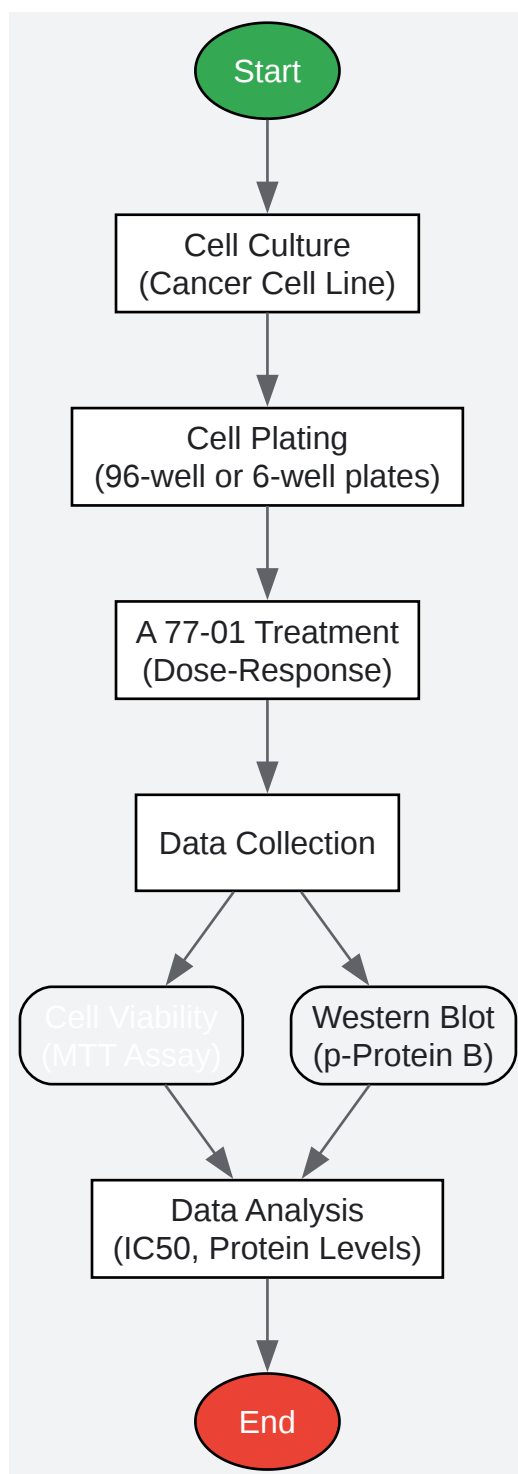 Start
Cell Culture
(Cancer Cell Line)
Cell Plating
(96-well or 6-well plates)
A 77-01 Treatment
(Dose-Response)
Data Collection
Cell Viability
(MTT Assay)
Western Blot
(p-Protein B)
Data Analysis
(IC50, Protein Levels)
End